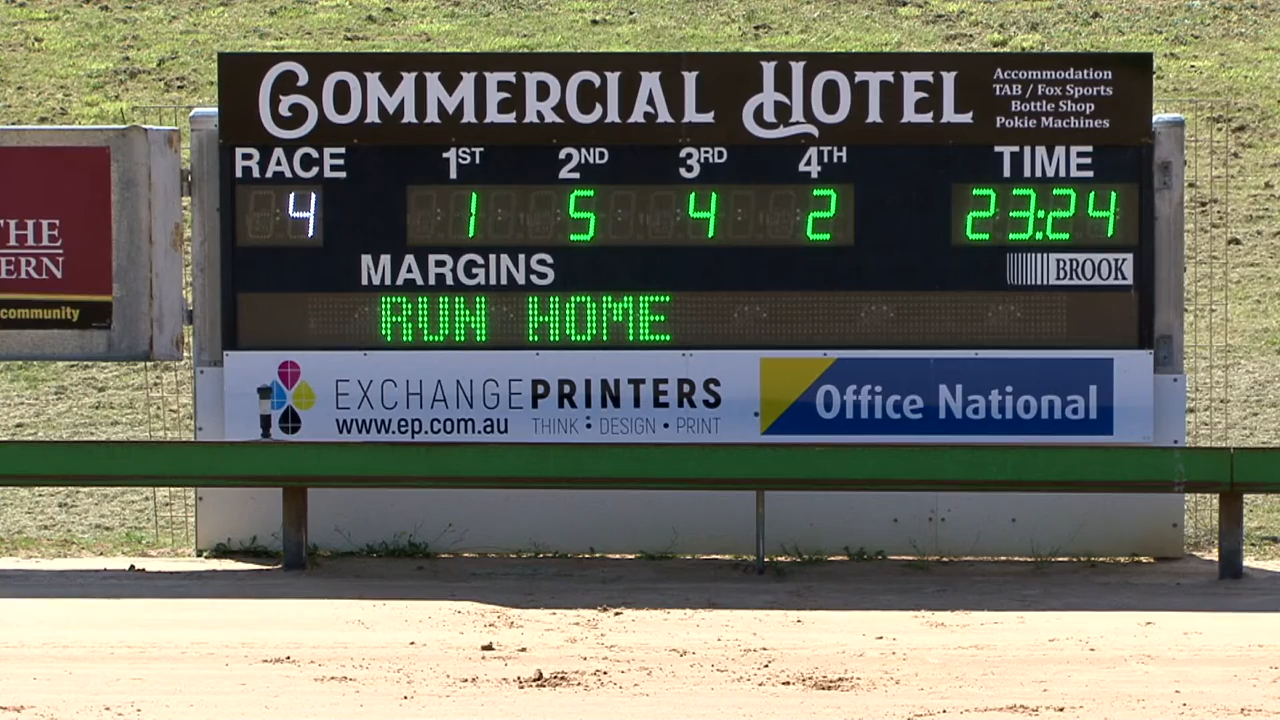 COMMERCIAL HOTEL
Accommodation
TAB / Fox Sports
Bottle Shop
Pokie Machines
RACE 1ST 2ND 3RD 4TH TIME
4 1 5 4 2 23:24
MARGINS
BROOK
RUN HOME
THE
ERN
community
EXCHANGEPRINTERS
www.ep.com.au THINK • DESIGN • PRINT
Office National